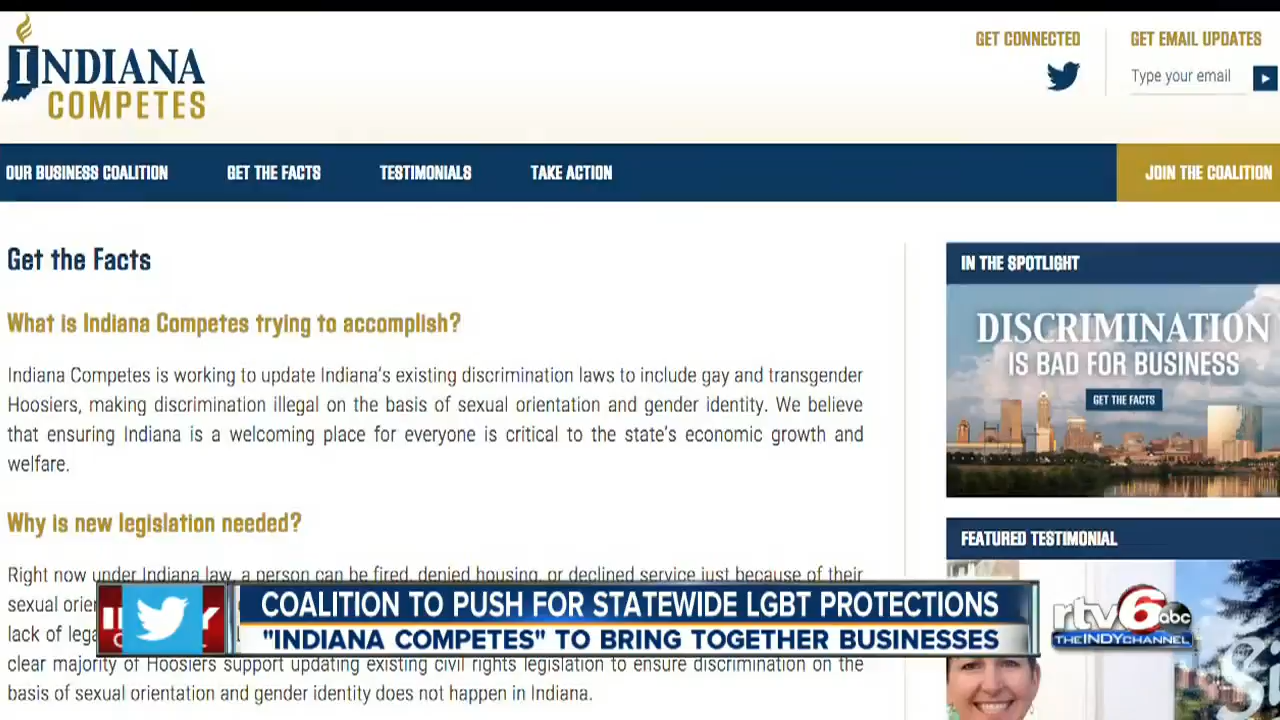 INDIANA
COMPETES
GET CONNECTED
GET EMAIL UPDATES
Type your email
OUR BUSINESS COALITION
GET THE FACTS
TESTIMONIALS
TAKE ACTION
JOIN THE COALITION
Get the Facts
What is Indiana Competes trying to accomplish?
Indiana Competes is working to update Indiana's existing discrimination laws to include gay and transgender
Hoosiers, making discrimination illegal on the basis of sexual orientation and gender identity. We believe
that ensuring Indiana is a welcoming place for everyone is critical to the state's economic growth and
welfare.
Why is new legislation needed?
Right now under Indiana law, a person can be fired, denied housing, or declined service just because of their
sexual
lack of
clear majority of Hoosiers support updating existing civil rights legislation to ensure discrimination on the
basis of sexual orientation and gender identity does not happen in Indiana.
IN THE SPOTLIGHT
DISCRIMINATION
IS BAD FOR BUSINESS
GET THE FACTS
FEATURED TESTIMONIAL
COALITION TO PUSH FOR STATEWIDE LGBT PROTECTIONS
"INDIANA COMPETES" TO BRING TOGETHER BUSINESSES
rtv6 abc
THE INDY CHANNEL